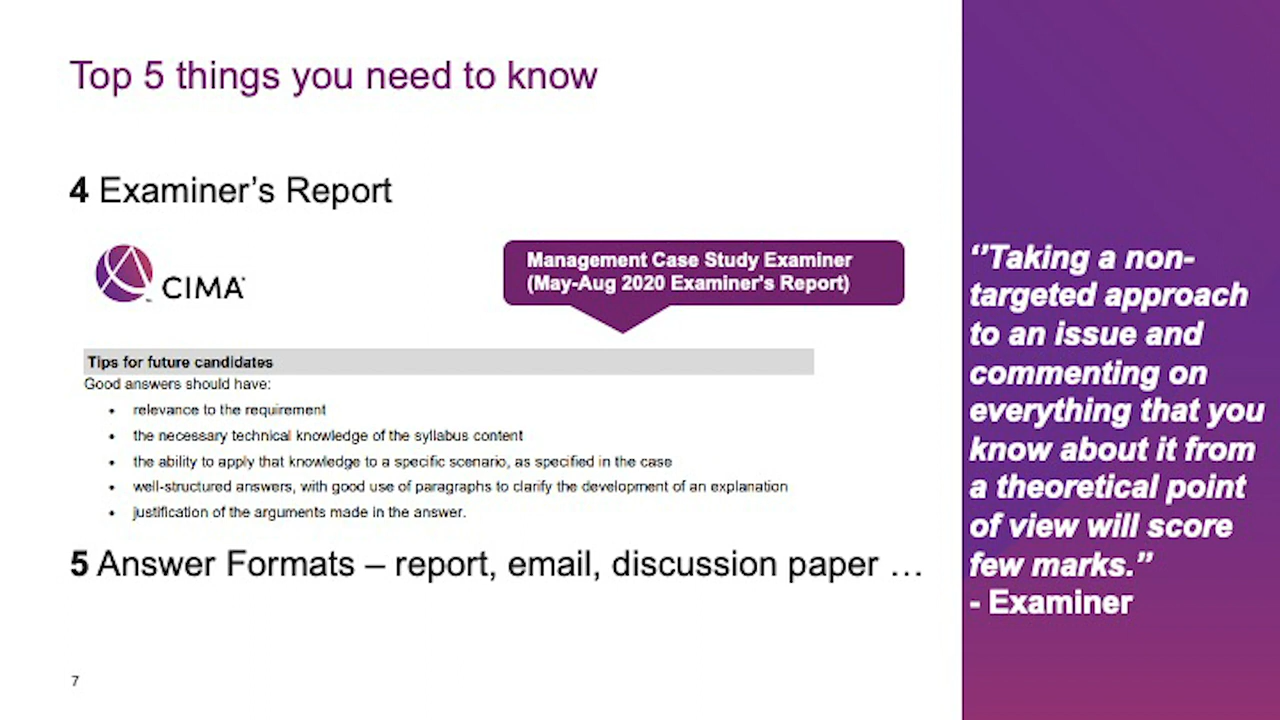 Top 5 things you need to know
4 Examiner’s Report
CIMA
Management Case Study Examiner
(May-Aug 2020 Examiner’s Report)
Tips for future candidates
Good answers should have:
• relevance to the requirement
• the necessary technical knowledge of the syllabus content
• the ability to apply that knowledge to a specific scenario, as specified in the case
• well-structured answers, with good use of paragraphs to clarify the development of an explanation
• justification of the arguments made in the answer.
5 Answer Formats – report, email, discussion paper …
7
‘’Taking a non-
targeted approach
to an issue and
commenting on
everything that you
know about it from
a theoretical point
of view will score
few marks.’’
- Examiner